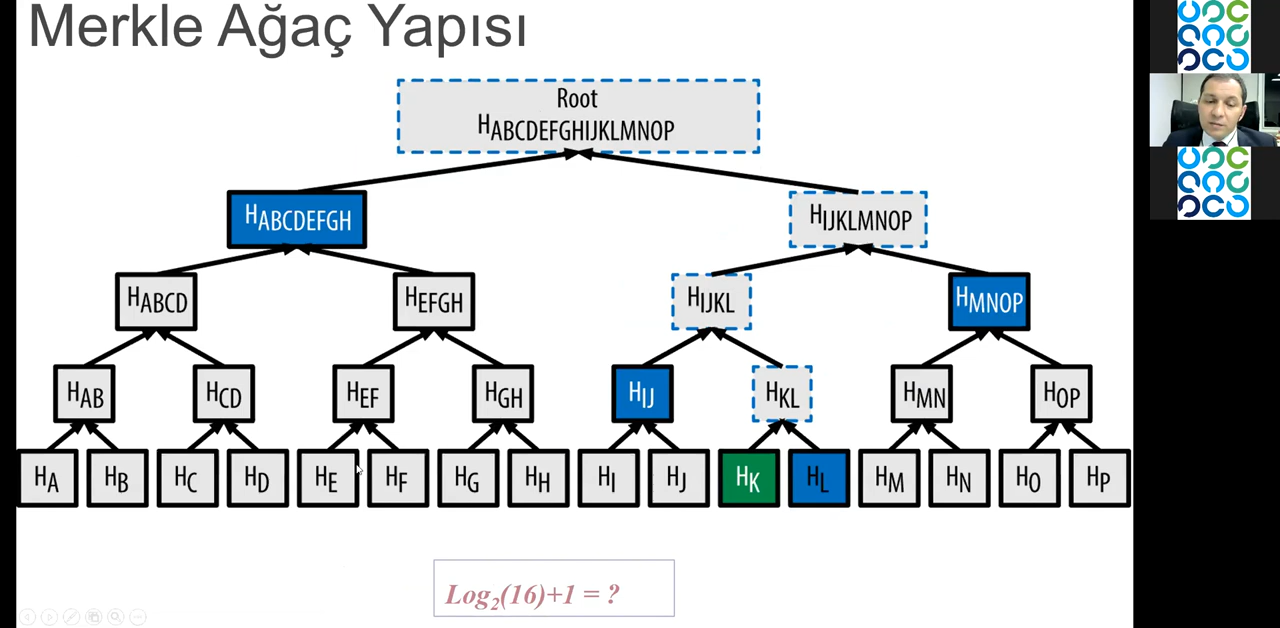 Merkle Ağaç Yapısı
Root
HABCDEFGHIJKLMNOP
HABCDEFGH
HIJKLMNOP
HABCD
HEFGH
HIJKL
HMNOP
HAB
HCD
HEF
HGH
HIJ
HKL
HMN
HOP
HA
HB
HC
HD
HE
HF
HG
HH
HI
HJ
HK
HL
HM
HN
HO
HP
Log2(16)+1 = ?